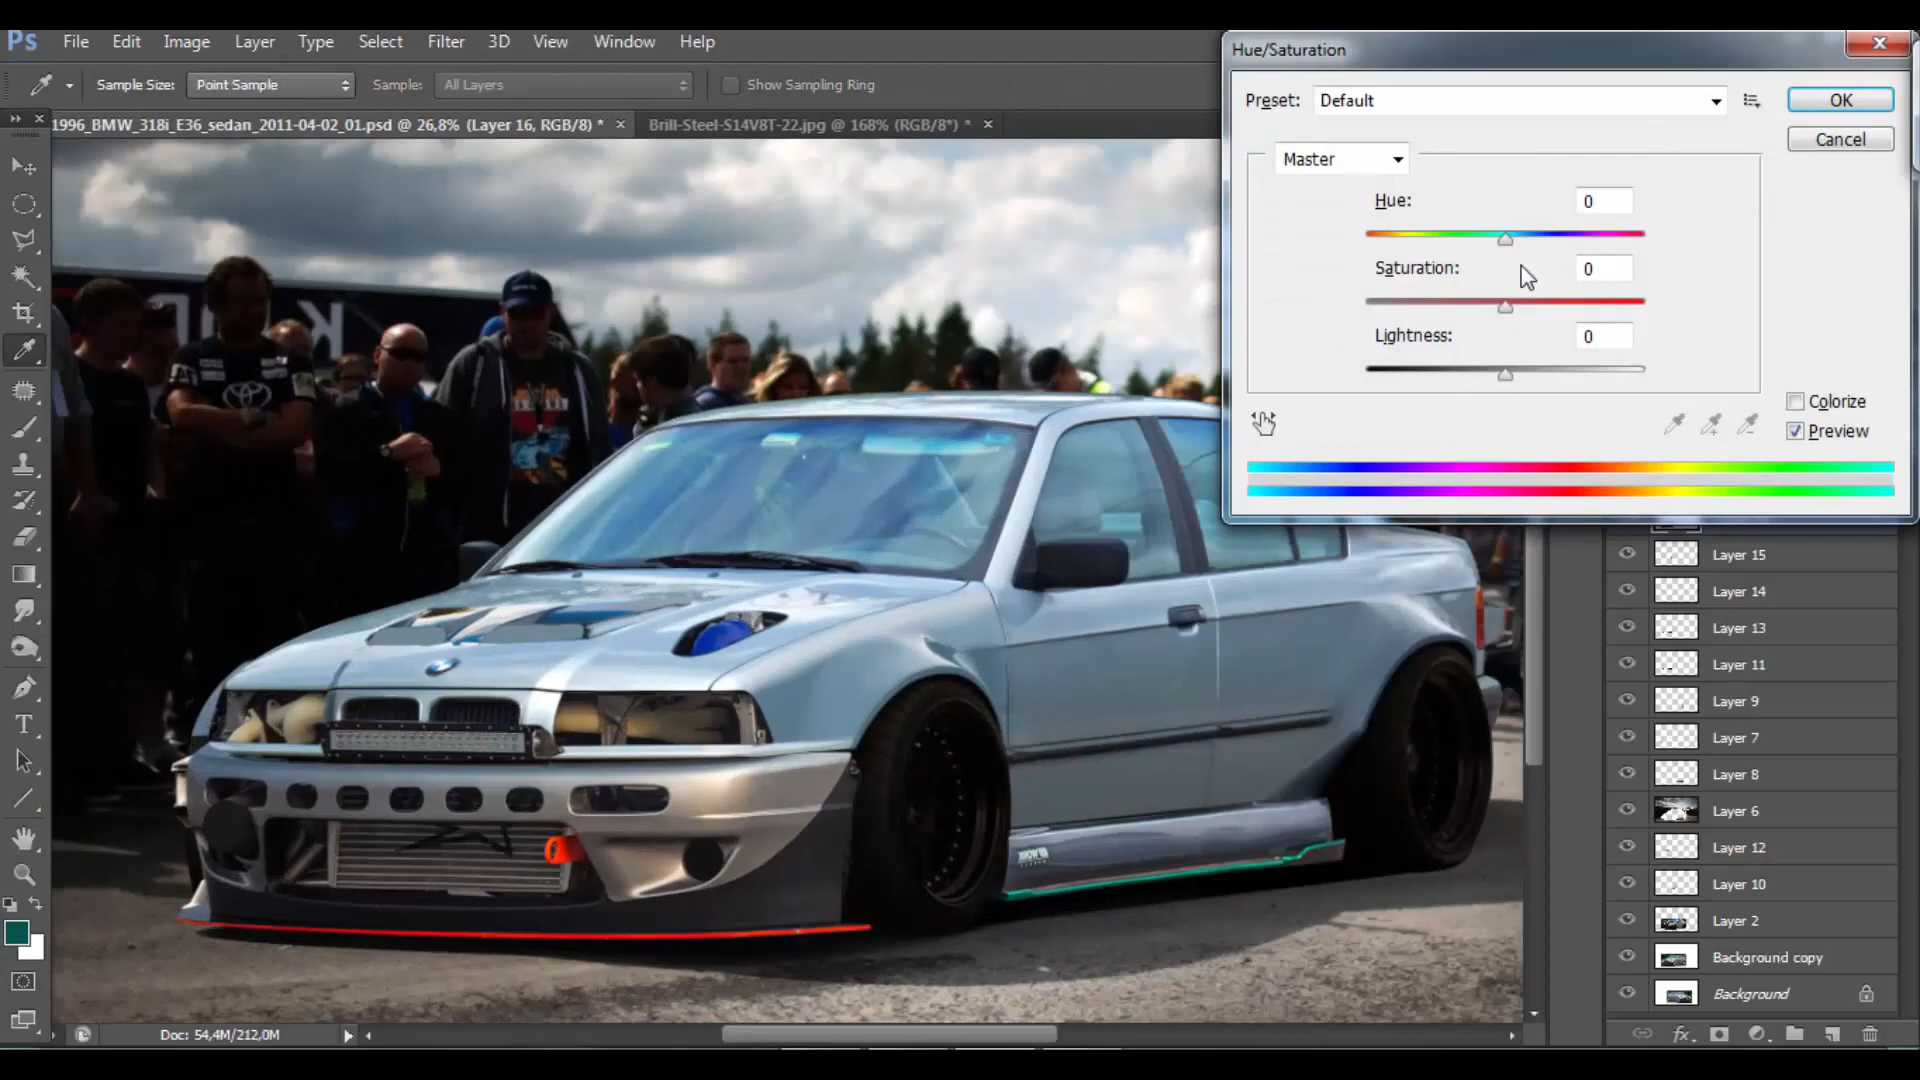 Ps File Edit Image Layer Type Select Filter 3D View Window Help
Sample Size: Point Sample Sample: All Layers Show Sampling Ring
1996_BMW_318i_E36_sedan_2011-04-02_01.psd @ 26,8% (Layer 16, RGB/8) * Brill-Steel-S14V8T-22.jpg @ 168% (RGB/8*) *
Hue/Saturation
Preset: Default OK
Cancel
Master
Hue: 0
Saturation: 0
Lightness: 0
Colorize
Preview
Layer 15
Layer 14
Layer 13
Layer 11
Layer 9
Layer 7
Layer 8
Layer 6
Layer 12
Layer 10
Layer 2
Background copy
Background
Doc: 54,4M/212,0M